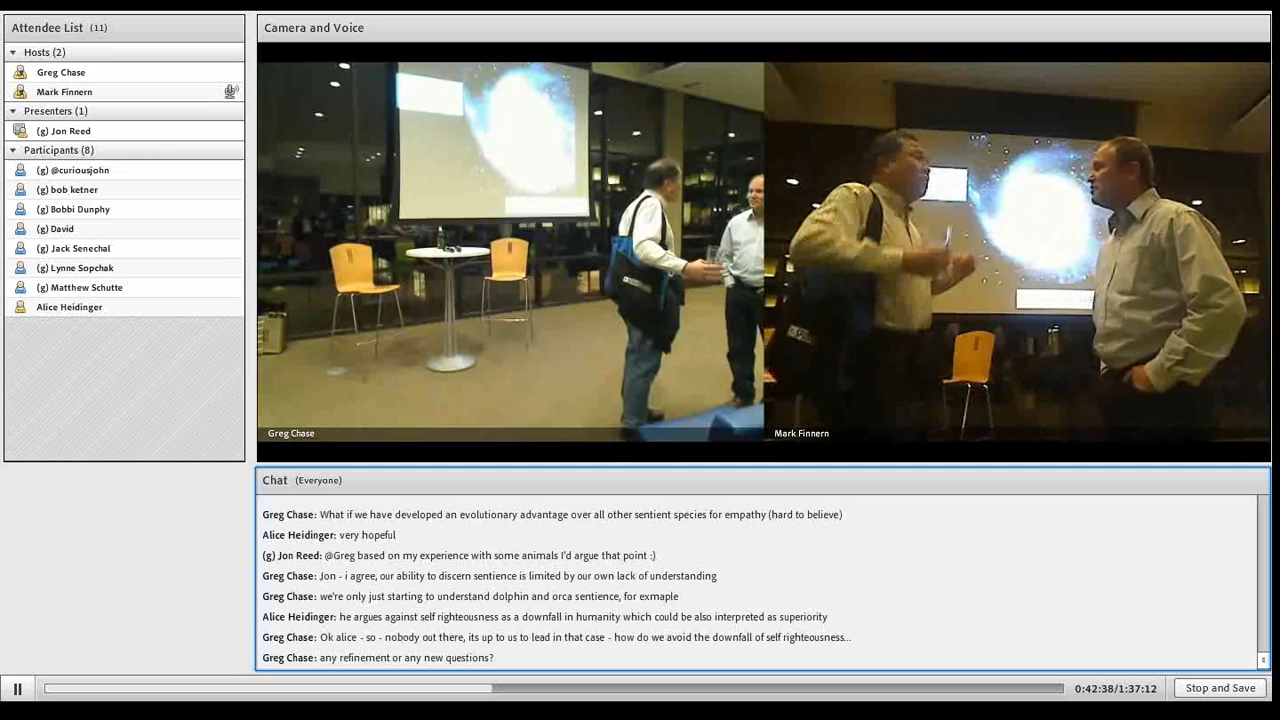 Attendee List (11)
Hosts (2)
Greg Chase
Mark Finnern
Presenters (1)
(g) Jon Reed
Participants (8)
(g) @curiousjohn
(g) bob ketner
(g) Bobbi Dunphy
(g) David
(g) Jack Senechal
(g) Lynne Sopchak
(g) Matthew Schutte
Alice Heidinger
Camera and Voice
Greg Chase
Mark Finnern
Chat (Everyone)
Greg Chase: What if we have developed an evolutionary advantage over all other sentient species for empathy (hard to believe)
Alice Heidinger: very hopeful
(g) Jon Reed: @Greg based on my experience with some animals I'd argue that point :)
Greg Chase: Jon - i agree, our ability to discern sentience is limited by our own lack of understanding
Greg Chase: we're only just starting to understand dolphin and orca sentience, for exmaple
Alice Heidinger: he argues against self righteousness as a downfall in humanity which could be also interpreted as superiority
Greg Chase: Ok alice - so - nobody out there, its up to us to lead in that case - how do we avoid the downfall of self righteousness...
Greg Chase: any refinement or any new questions?
0:42:38/1:37:12
Stop and Save